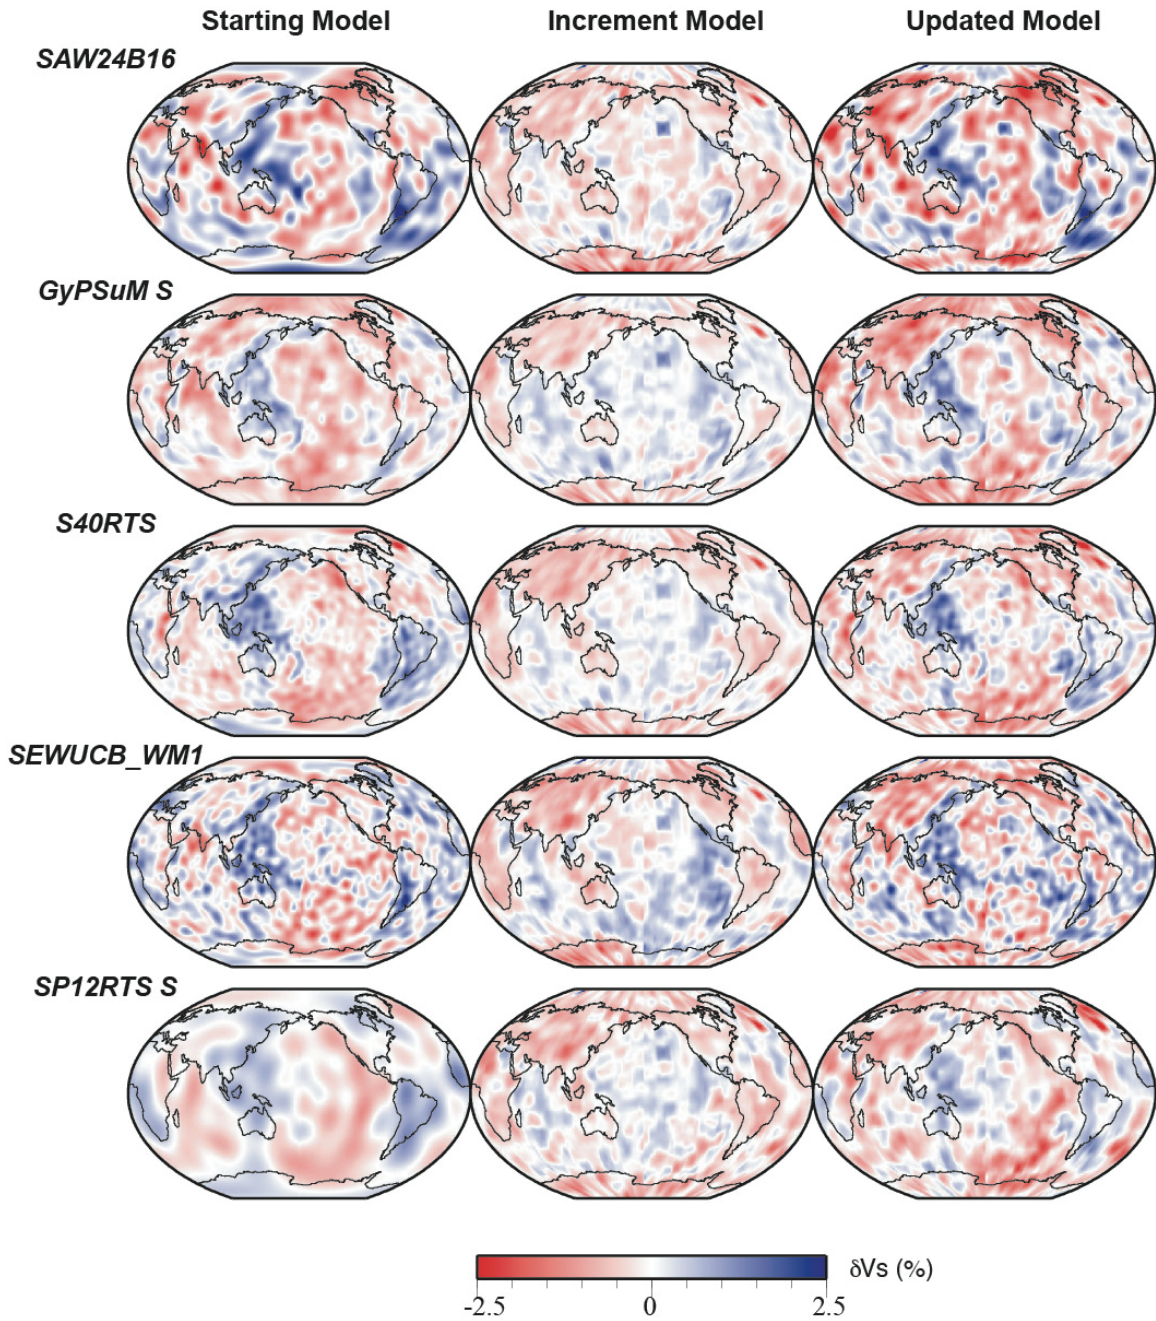 Starting Model Increment Model Updated Model
SAW24B16
GyPSuM S
S40RTS
SEWUCB_WM1
SP12RTS S
δVs (%)
-2.5 0 2.5